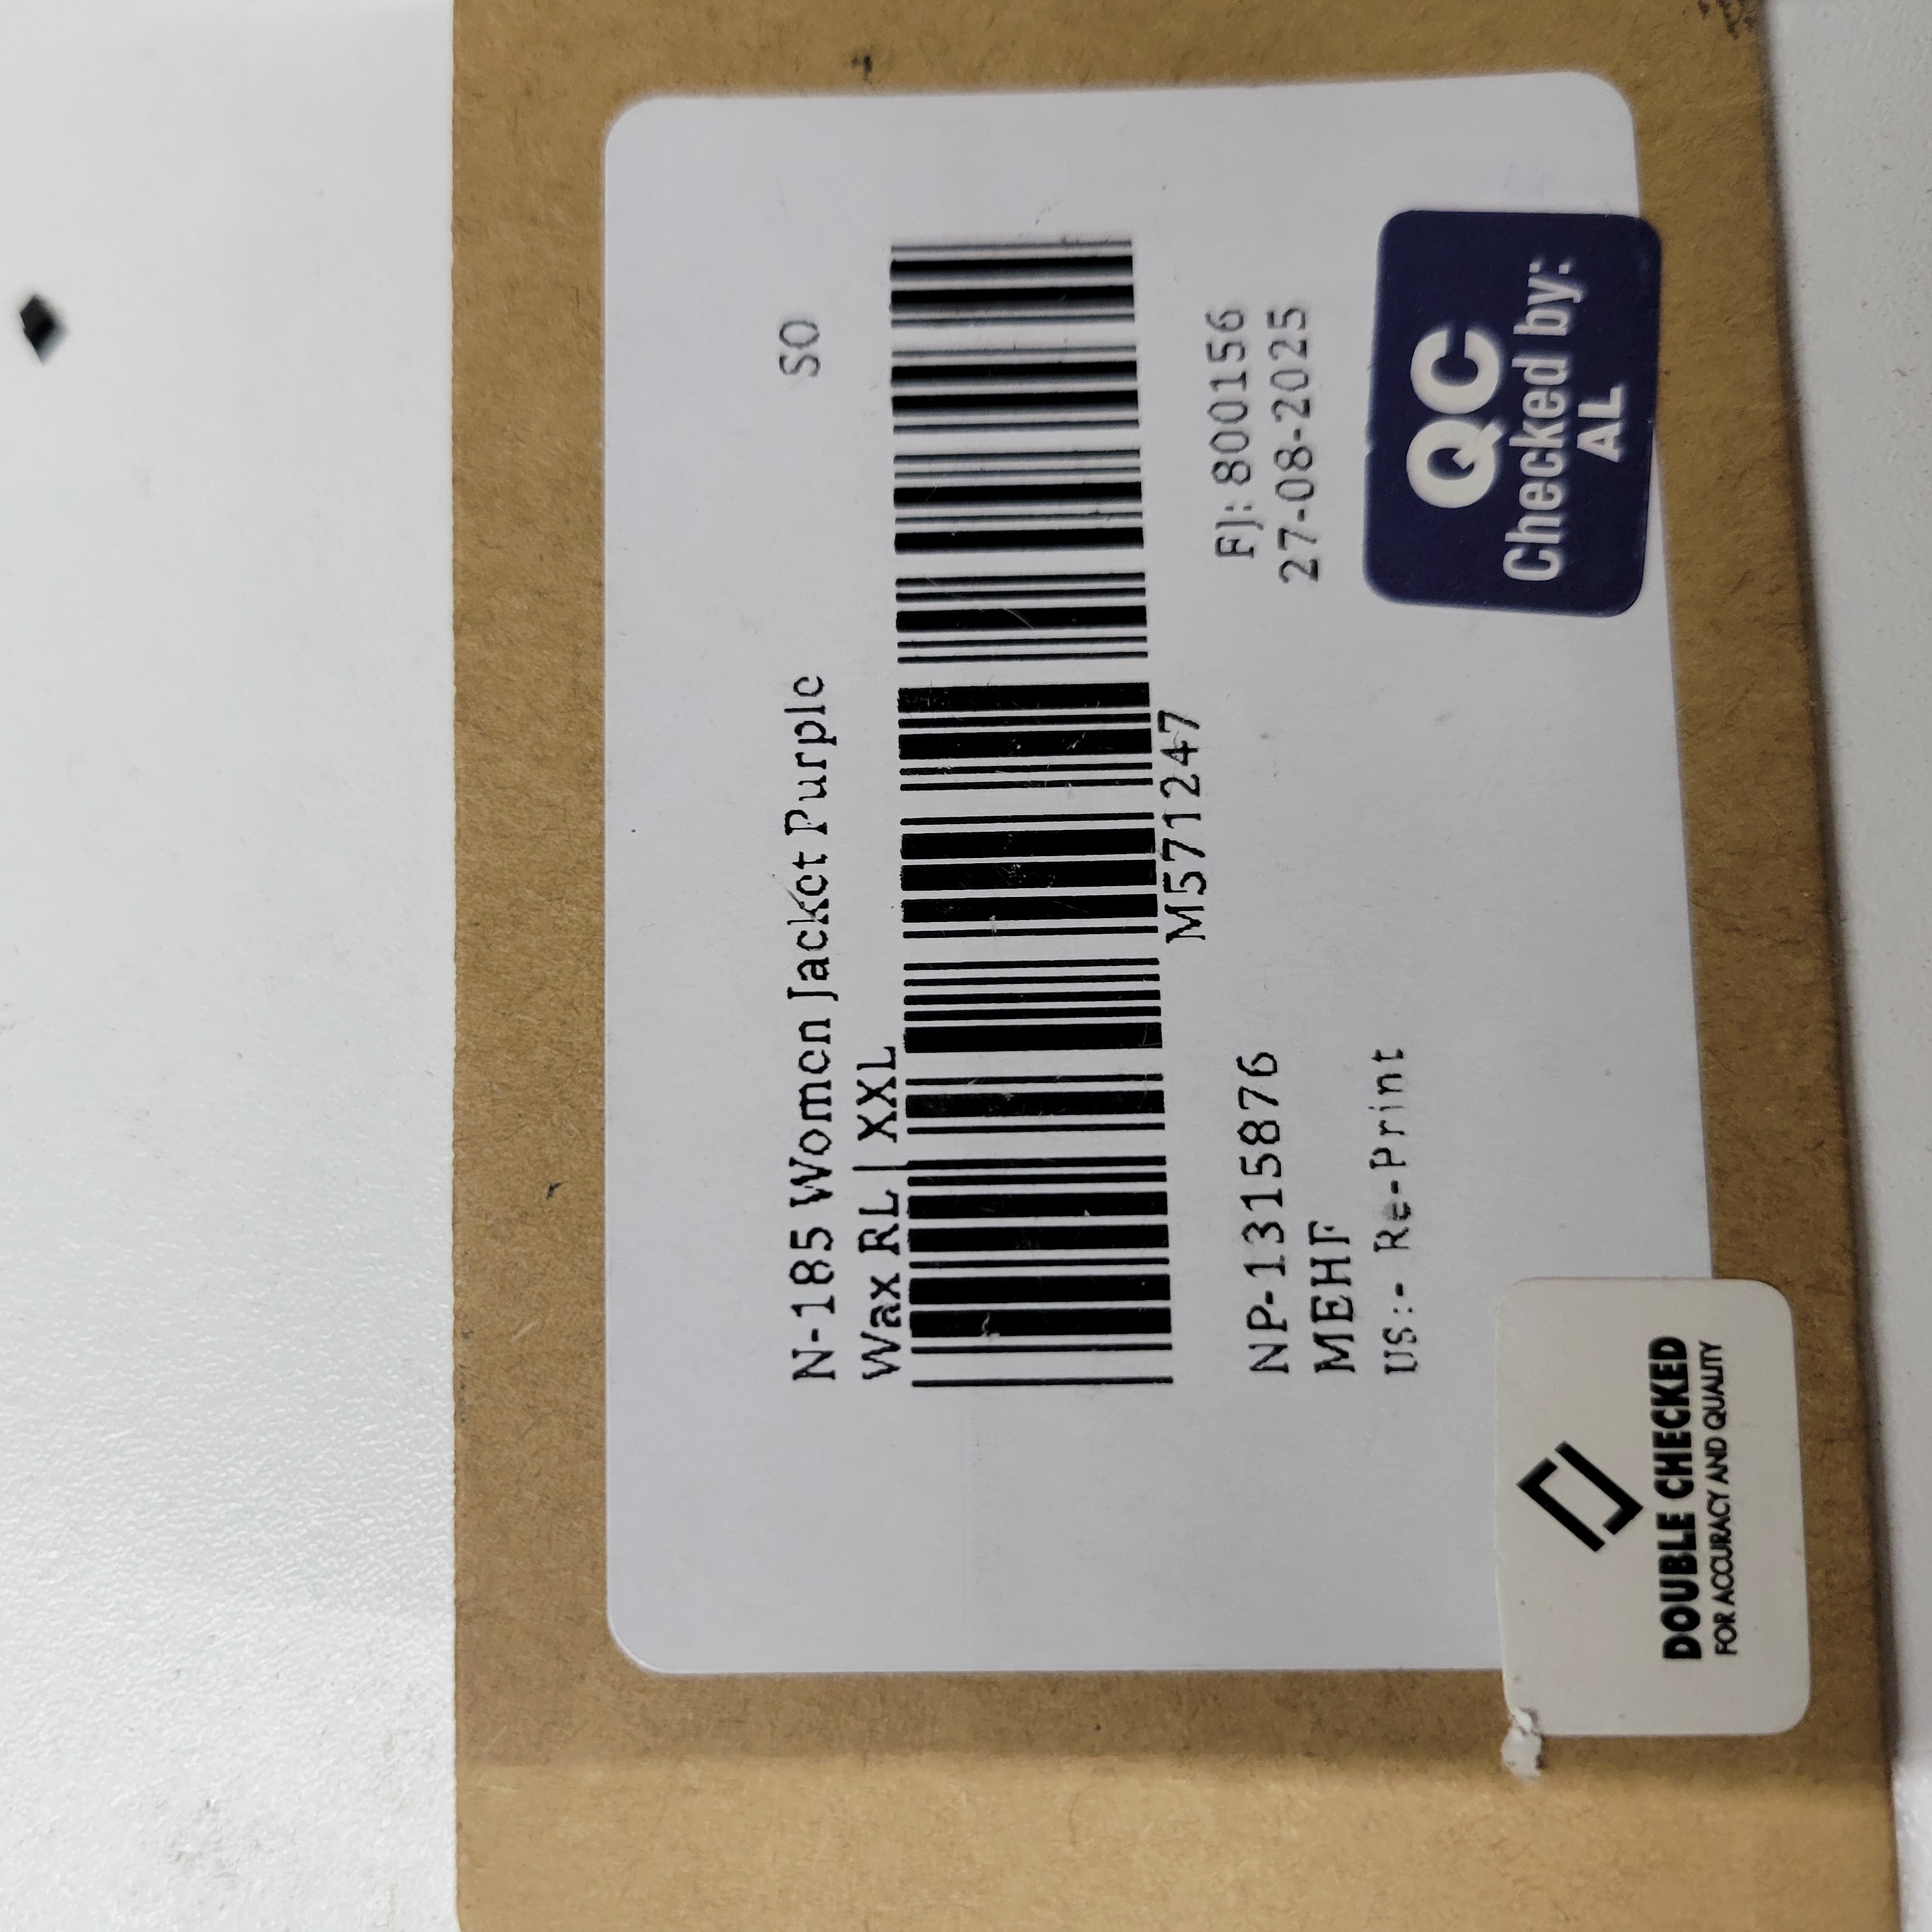 N-185 Women Jacket Purple
SO
Wax RL | XXL
M571247
NP-1315876
FJ: 800156
MEHF
27-08-2025
US:- Re-Print
QC
Checked by:
AL
DOUBLE CHECKED
FOR ACCURACY AND QUALITY